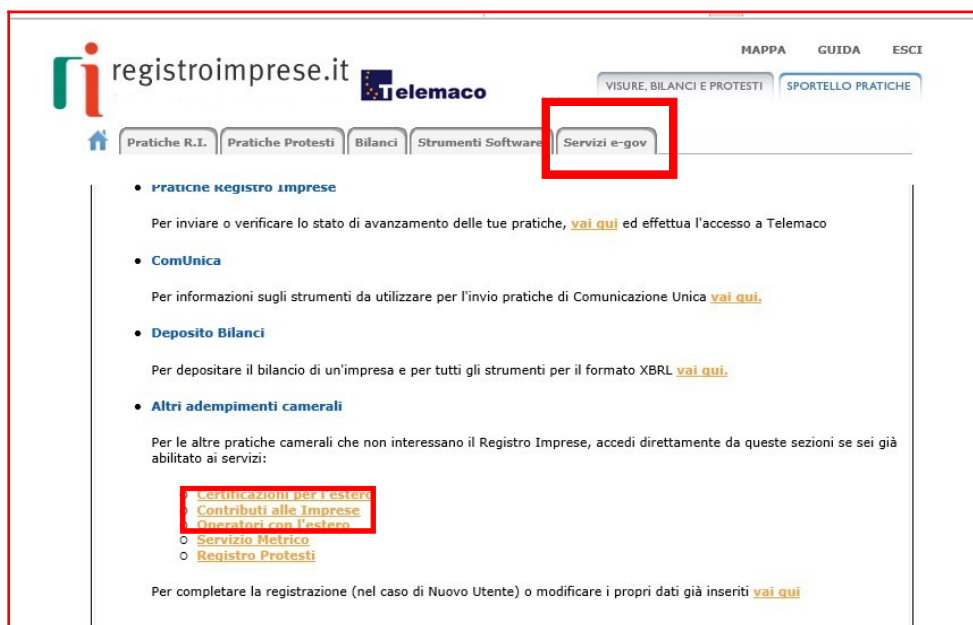 MAPPA GUIDA ESCI
registroimprese.it
Telemaco
VISURE, BILANCI E PROTESTI SPORTELLO PRATICHE
Pratiche R.I. Pratiche Protesti Bilanci Strumenti Software Servizi e-gov
• Pratiche Registro Imprese
Per inviare o verificare lo stato di avanzamento delle tue pratiche, vai qui ed effettua l'accesso a Telemaco
• ComUnica
Per informazioni sugli strumenti da utilizzare per l'invio pratiche di Comunicazione Unica vai qui.
• Deposito Bilanci
Per depositare il bilancio di un'impresa e per tutti gli strumenti per il formato XBRL vai qui.
• Altri adempimenti camerali
Per le altre pratiche camerali che non interessano il Registro Imprese, accedi direttamente da queste sezioni se sei già
abilitato ai servizi:
o Certificazioni per l'estero
o Contributi alle Imprese
o Operatori con l'estero
o Servizio Metrico
o Registro Protesti
Per completare la registrazione (nel caso di Nuovo Utente) o modificare i propri dati già inseriti vai qui